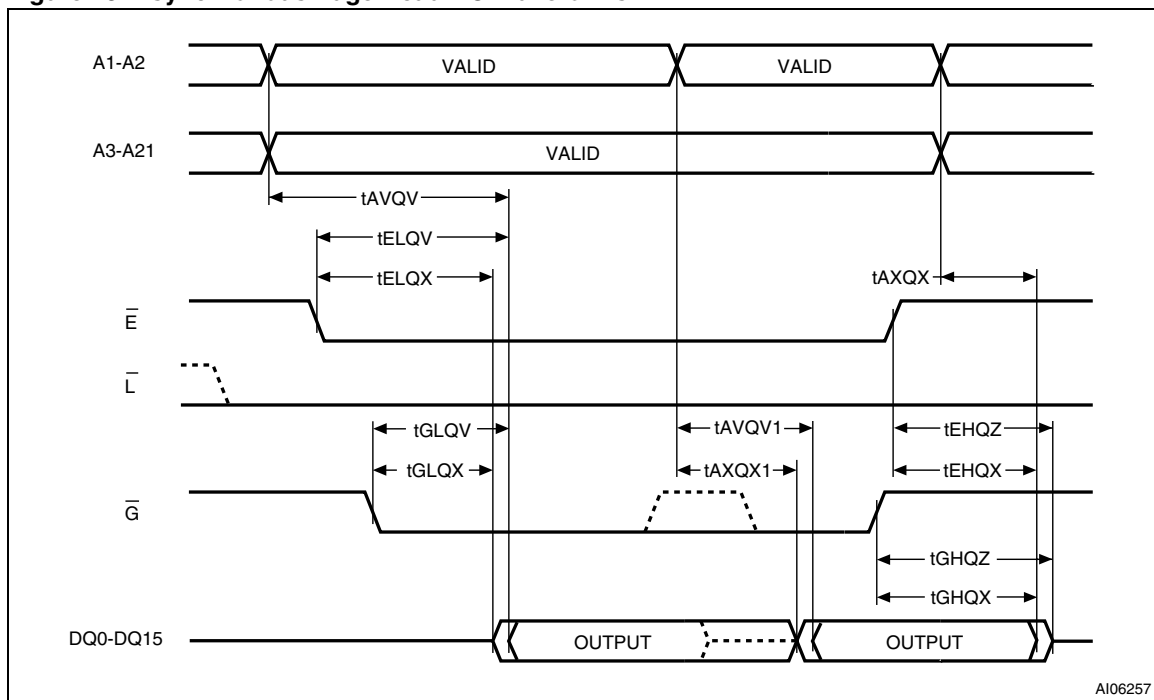 A1-A2
VALID
VALID
A3-A21
VALID
tAVQV
tELQV
tELQX
tAXQX
E
L
tGLQV
tAVQV1
tEHQZ
tGLQX
tAXQX1
tEHQX
G
tGHQZ
tGHQX
DQ0-DQ15
OUTPUT
OUTPUT
AI06257